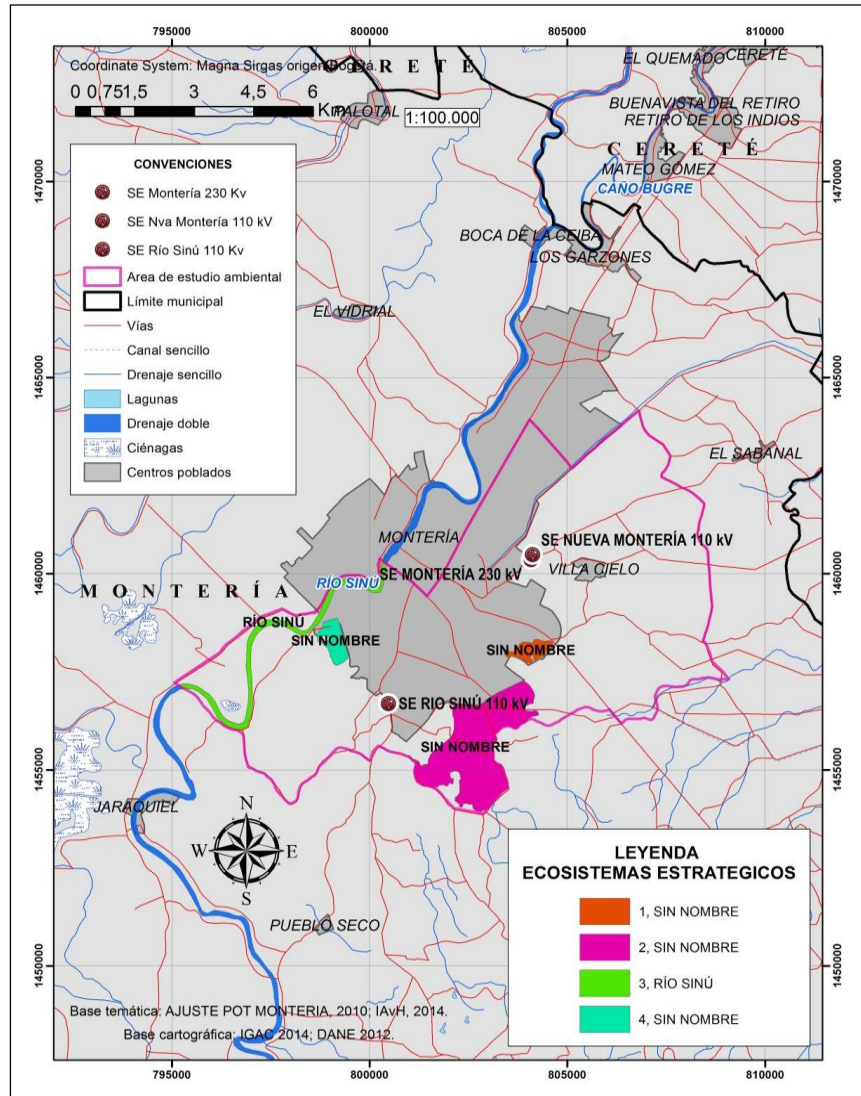 795000 800000 805000 810000
Coordinate System: Magna Sirgas origen Bogotá.
CERETÉ
EL QUEMADO
CERETÉ
0 0,75 1,5 3 4,5 6
Km
PALOTAL
1:100.000
BUENAVISTA DEL RETIRO
RETIRO DE LOS INDIOS
CERETÉ
MATEO GOMEZ
CAÑO BUGRE
1470000
1470000
BOCA DE LA CEIBA
LOS GARZONES
CONVENCIONES
SE Montería 230 Kv
SE Nva Montería 110 kV
SE Río Sinú 110 Kv
Area de estudio ambiental
Límite municipal
Vías
Canal sencillo
Drenaje sencillo
Lagunas
Drenaje doble
Ciénagas
Centros poblados
EL VIDRIAL
1465000
1465000
EL SABANAL
MONTERÍA
SE NUEVA MONTERÍA 110 kV
1460000
1460000
SE MONTERÍA 230 kV
VILLA CIELO
RÍO SINÚ
MONTERÍA
RÍO SINÚ
SIN NOMBRE
SIN NOMBRE
SE RIO SINÚ 110 kV
SIN NOMBRE
1455000
1455000
JARAQUIEL
N
W E
S
PUEBLO SECO
1450000
1450000
LEYENDA
ECOSISTEMAS ESTRATEGICOS
1, SIN NOMBRE
2, SIN NOMBRE
3, RÍO SINÚ
4, SIN NOMBRE
Base temática: AJUSTE POT MONTERIA, 2010; IAvH, 2014.
Base cartográfica: IGAC 2014; DANE 2012.
795000 800000 805000 810000